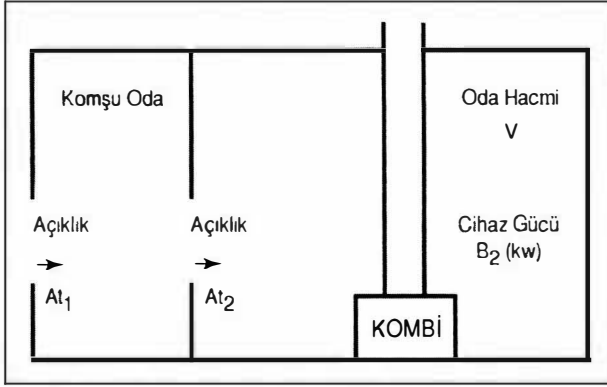 Komşu Oda
Oda Hacmi
V
Açıklık
At₁
Açıklık
At₂
Cihaz Gücü
B₂ (kw)
KOMBİ